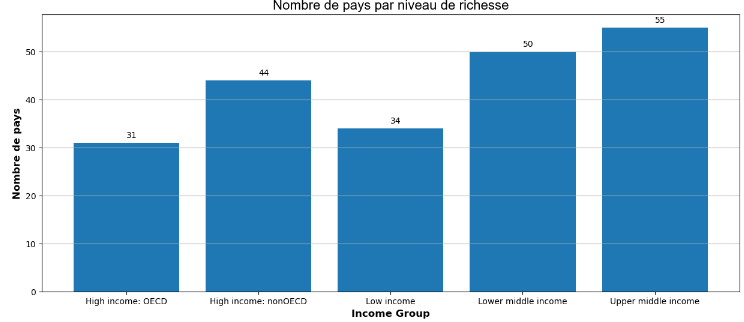 Nombre de pays par niveau de richesse
55
50
44
34
31
50
40
30
20
10
0
Nombre de pays
High income: OECD High income: nonOECD Low income Lower middle income Upper middle income
Income Group